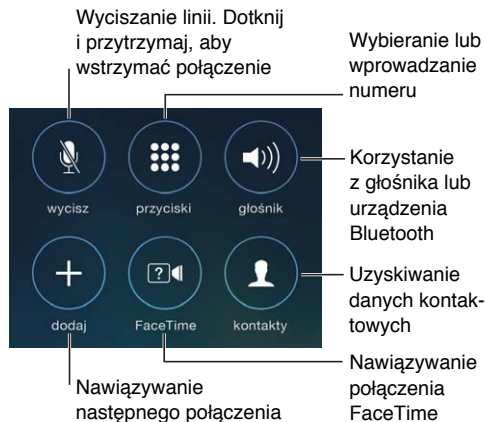 Wyciszanie linii. Dotknij
i przytrzymaj, aby
wstrzymać połączenie
Wybieranie lub
wprowadzanie
numeru
wycisz
przyciski
głośnik
Korzystanie
z głośnika lub
urządzenia
Bluetooth
dodaj
FaceTime
kontakty
Uzyskiwanie
danych kontak-
towych
Nawiązywanie
następnego połączenia
Nawiązywanie
połączenia
FaceTime